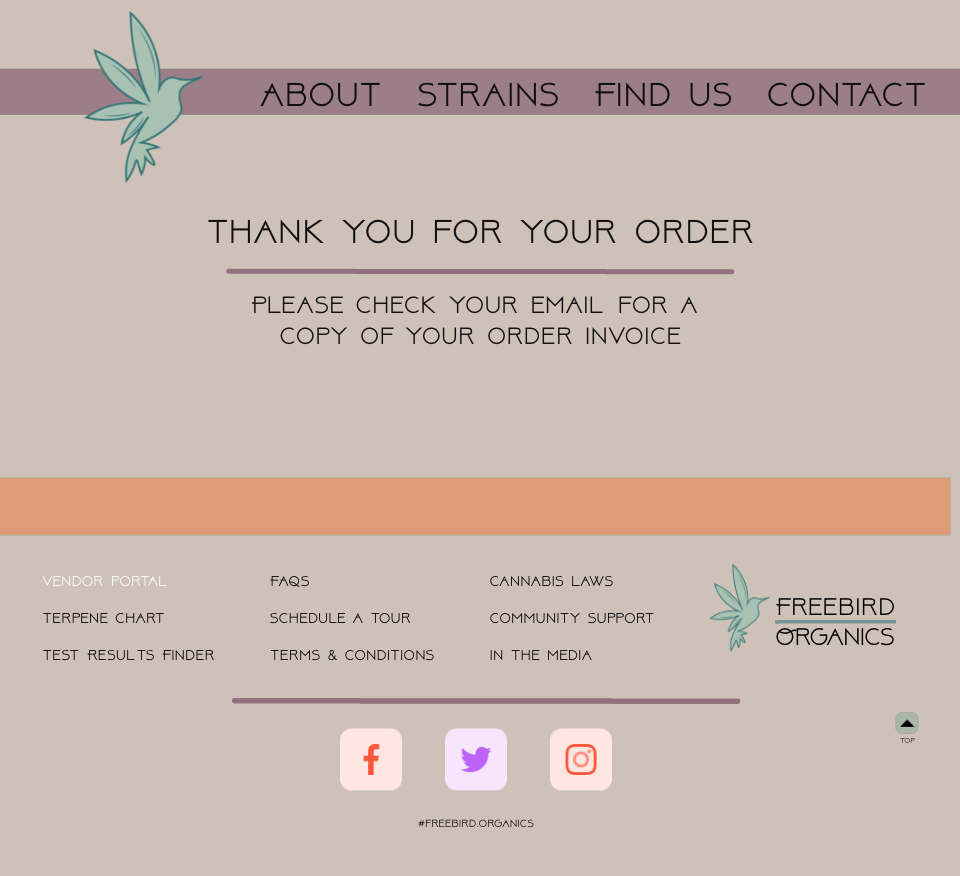 ABOUT STRAINS FIND US CONTACT
THANK YOU FOR YOUR ORDER
PLEASE CHECK YOUR EMAIL FOR A
COPY OF YOUR ORDER INVOICE
VENDOR PORTAL
TERPENE CHART
TEST RESULTS FINDER
FAQS
SCHEDULE A TOUR
TERMS & CONDITIONS
CANNABIS LAWS
COMMUNITY SUPPORT
IN THE MEDIA
FREEBIRD
ORGANICS
TOP
#FREEBIRD.ORGANICS